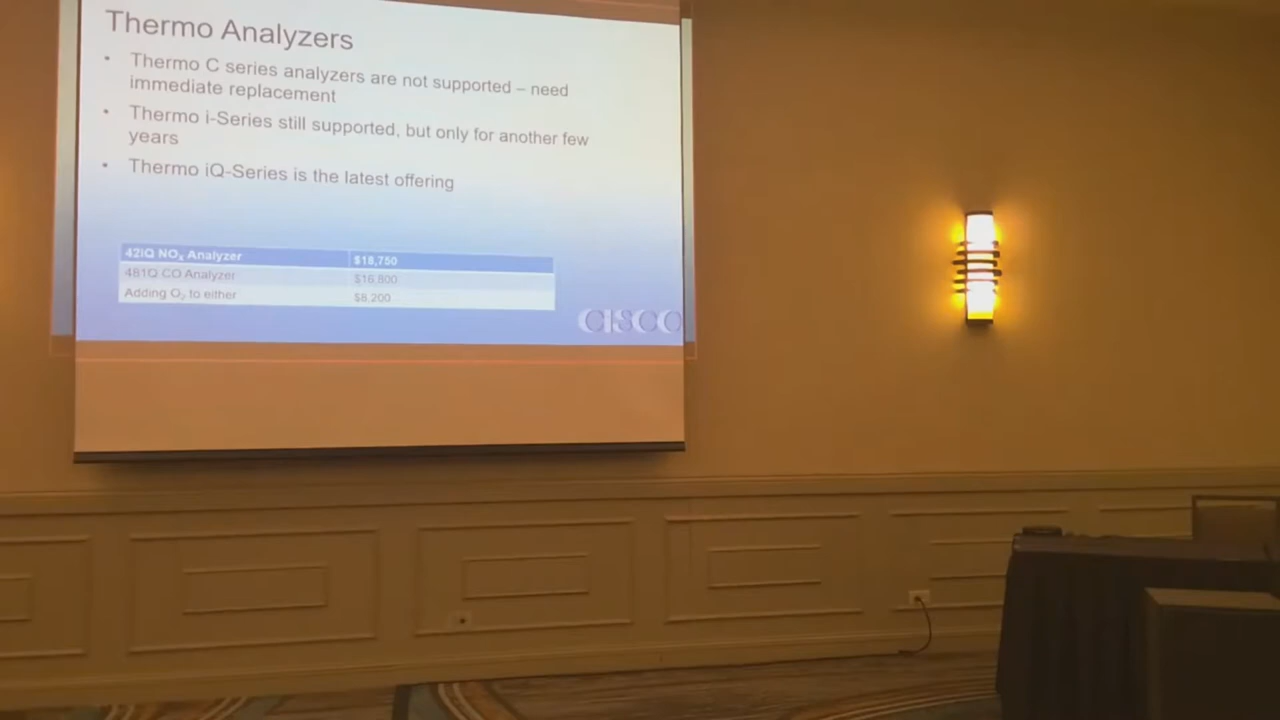 Thermo Analyzers
• Thermo C series analyzers are not supported – need
immediate replacement
• Thermo i-Series still supported, but only for another few
years
• Thermo iQ-Series is the latest offering
42IQ NOx Analyzer $18,750
48IQ CO Analyzer $16,800
Adding O2 to either $8,200
CISCO